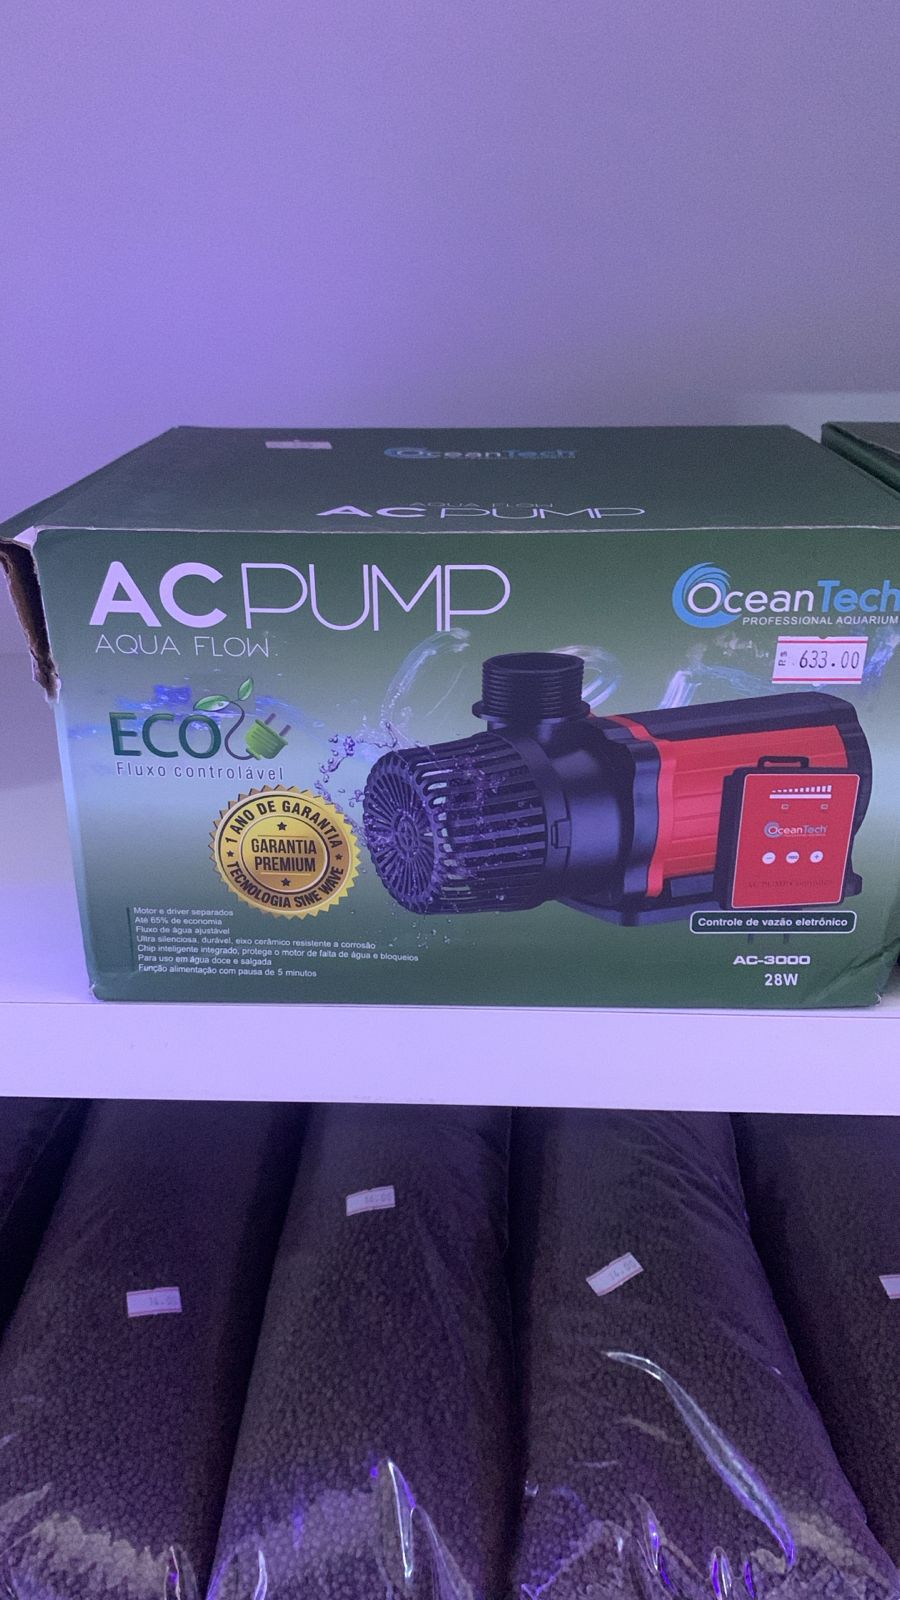 OceanTech
AQUA FLOW
AC PUMP
AC PUMP
AQUA FLOW
OceanTech
PROFESSIONAL AQUARIUM
R$ 633.00
ECO
Fluxo controlável
1 ANO DE GARANTIA
GARANTIA
PREMIUM
TECNOLOGIA SINE WAVE
OceanTech
- +
AC PUMP Controller
Controle de vazão eletrônico
Motor e driver separados
Até 65% de economia
Fluxo de água ajustável
Ultra silenciosa, durável, eixo cerâmico resistente a corrosão
Chip inteligente integrado, protege o motor de falta de água e bloqueios
Para uso em água doce e salgada
Função alimentação com pausa de 5 minutos
AC-3000
28W